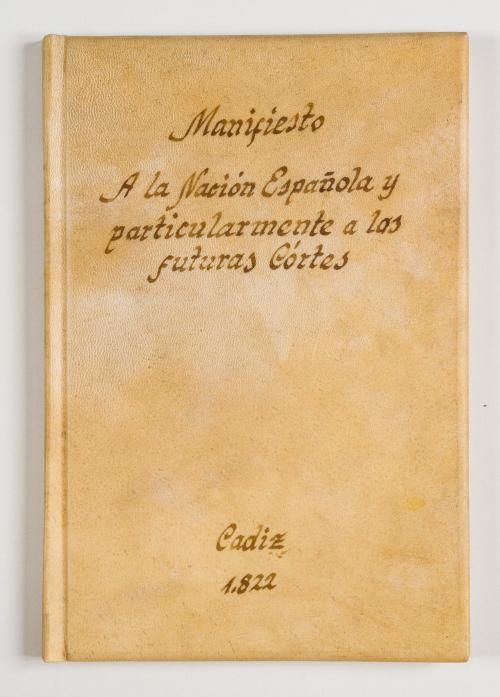 Manifiesto
A la Nación Española y
particularmente a las
futuras Córtes
Cadiz
1.822